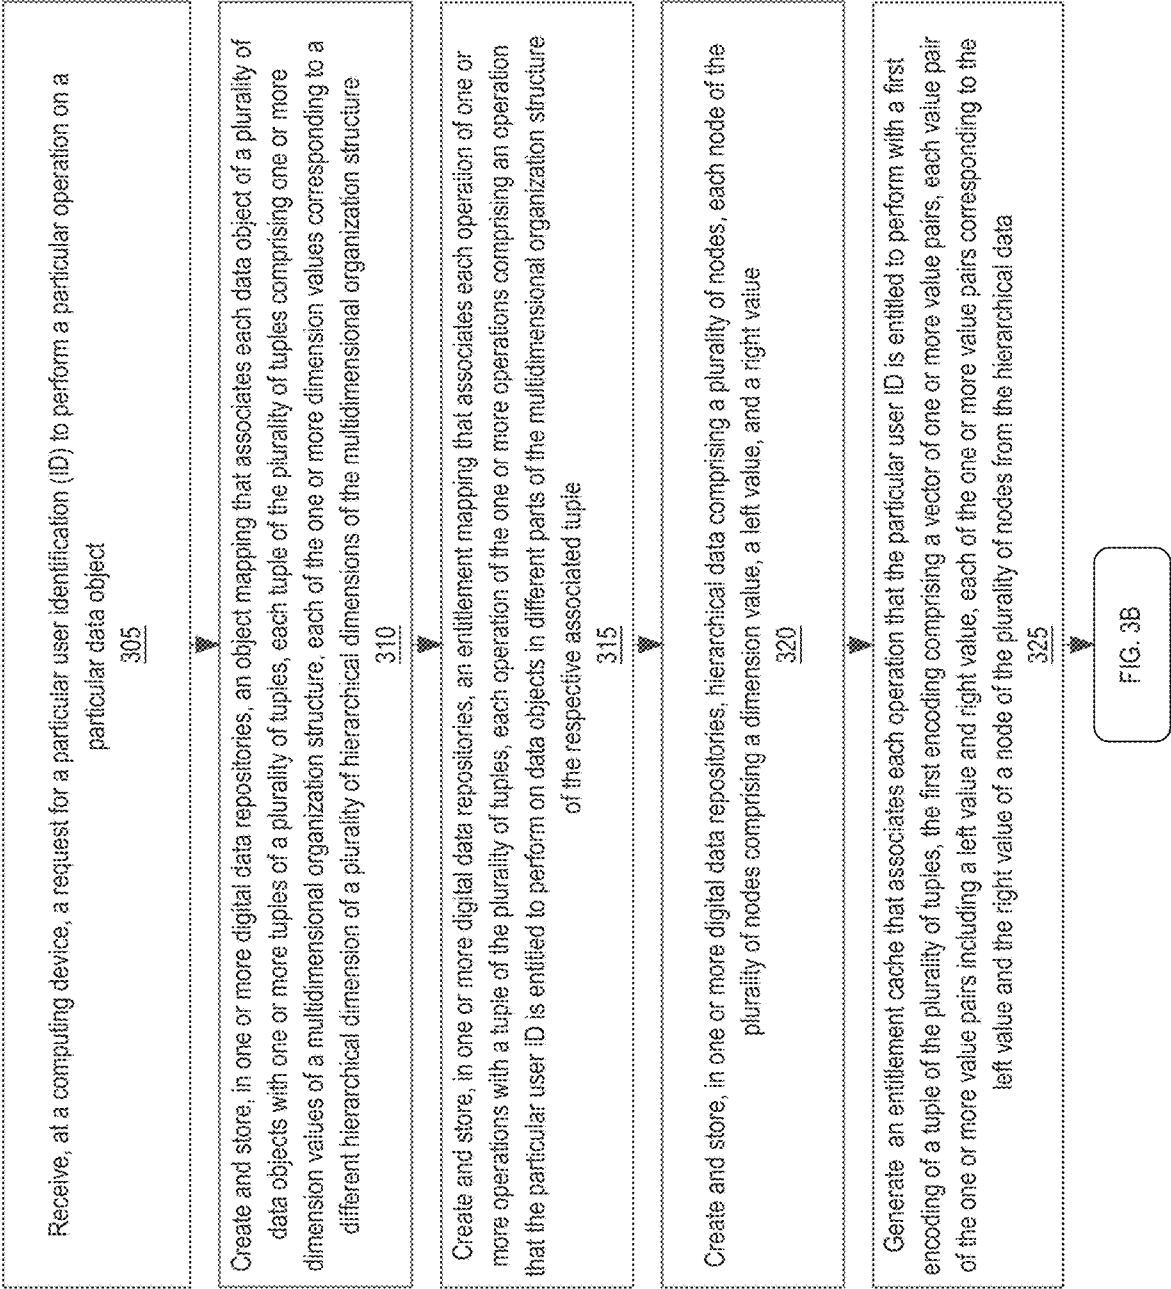 Receive, at a computing device, a request for a particular user identification (ID) to perform a particular operation on a
particular data object
305
Create and store, in one or more digital data repositories, an object mapping that associates each data object of a plurality of
data objects with one or more tuples of a plurality of tuples, each tuple of the plurality of tuples comprising one or more
dimension values of a multidimensional organization structure, each of the one or more dimension values corresponding to a
different hierarchical dimension of a plurality of hierarchical dimensions of the multidimensional organization structure
310
Create and store, in one or more digital data repositories, an entitlement mapping that associates each operation of one or
more operations with a tuple of the plurality of tuples, each operation of the one or more operations comprising an operation
that the particular user ID is entitled to perform on data objects in different parts of the multidimensional organization structure
of the respective associated tuple
315
Create and store, in one or more digital data repositories, hierarchical data comprising a plurality of nodes, each node of the
plurality of nodes comprising a dimension value, a left value, and a right value
320
Generate an entitlement cache that associates each operation that the particular user ID is entitled to perform with a first
encoding of a tuple of the plurality of tuples, the first encoding comprising a vector of one or more value pairs, each value pair
of the one or more value pairs including a left value and right value, each of the one or more value pairs corresponding to the
left value and the right value of a node of the plurality of nodes from the hierarchical data
325
FIG. 3B